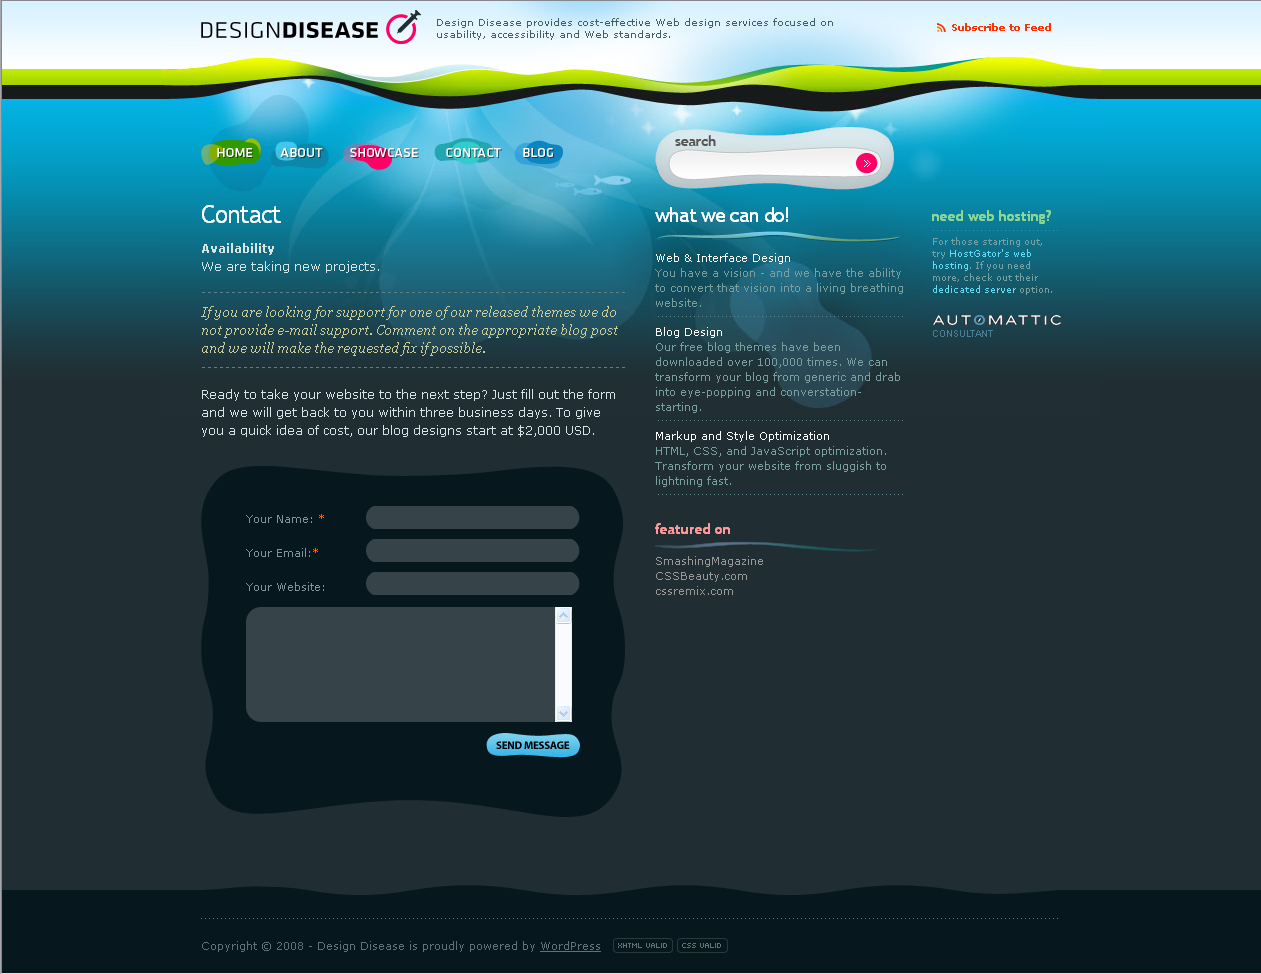 DESIGNDISEASE
Design Disease provides cost-effective Web design services focused on
usability, accessibility and Web standards.
Subscribe to Feed
HOME
ABOUT
SHOWCASE
CONTACT
BLOG
search
Contact
Availability
We are taking new projects.
If you are looking for support for one of our released themes we do
not provide e-mail support. Comment on the appropriate blog post
and we will make the requested fix if possible.
Ready to take your website to the next step? Just fill out the form
and we will get back to you within three business days. To give
you a quick idea of cost, our blog designs start at $2,000 USD.
Your Name: *
Your Email:*
Your Website:
SEND MESSAGE
what we can do!
Web & Interface Design
You have a vision - and we have the ability
to convert that vision into a living breathing
website.
Blog Design
Our free blog themes have been
downloaded over 100,000 times. We can
transform your blog from generic and drab
into eye-popping and converstation-
starting.
Markup and Style Optimization
HTML, CSS, and JavaScript optimization.
Transform your website from sluggish to
lightning fast.
featured on
SmashingMagazine
CSSBeauty.com
cssremix.com
need web hosting?
For those starting out,
try HostGator's web
hosting. If you need
more, check out their
dedicated server option.
AUTOMATTIC
CONSULTANT
Copyright © 2008 - Design Disease is proudly powered by WordPress
XHTML VALID
CSS VALID